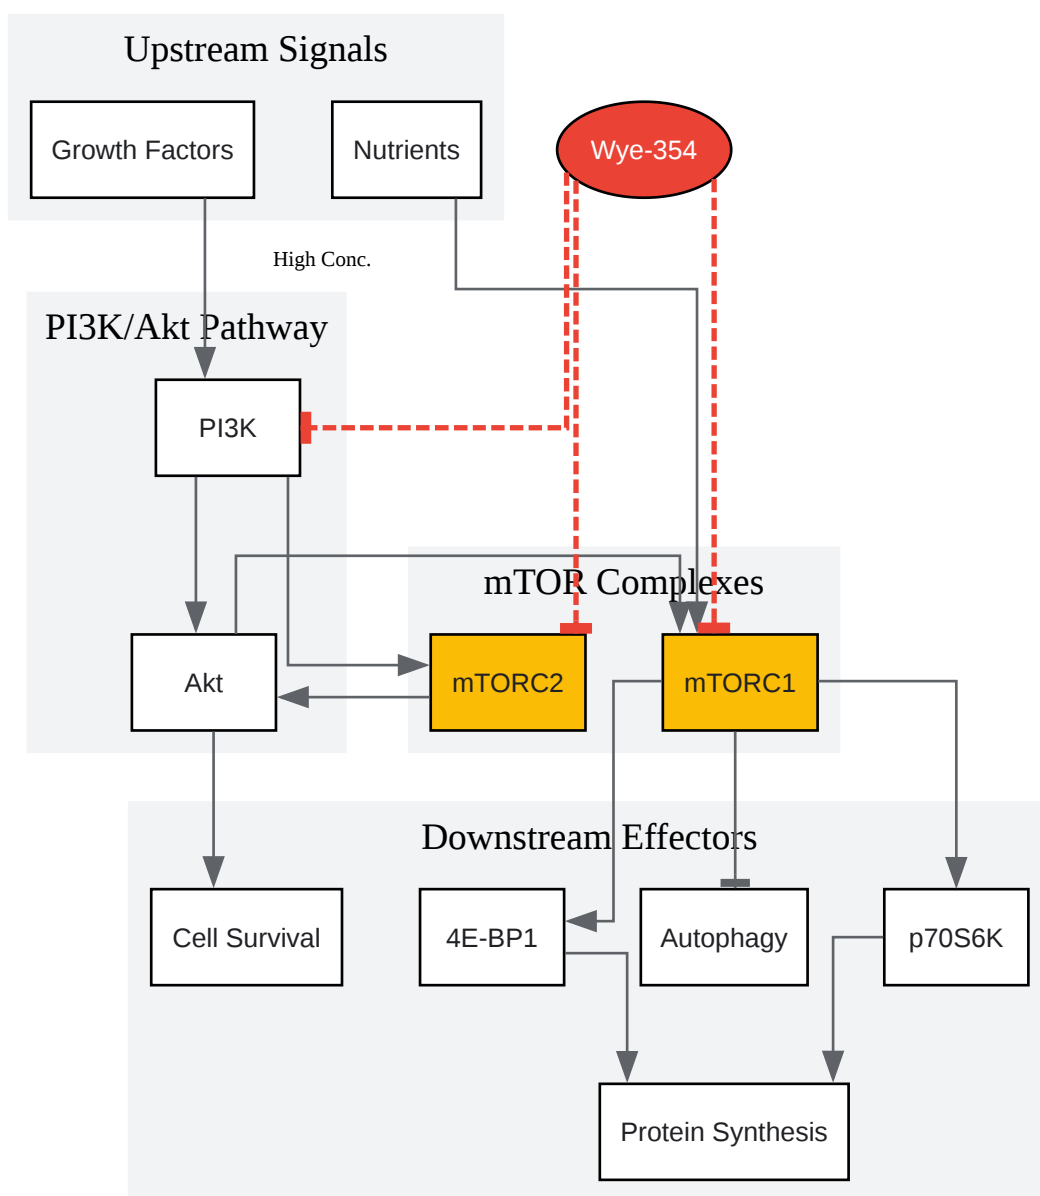 Upstream Signals
Growth Factors
Nutrients
Wye-354
High Conc.
PI3K/Akt Pathway
PI3K
mTOR Complexes
Akt
mTORC2
mTORC1
Downstream Effectors
Cell Survival
4E-BP1
Autophagy
p70S6K
Protein Synthesis